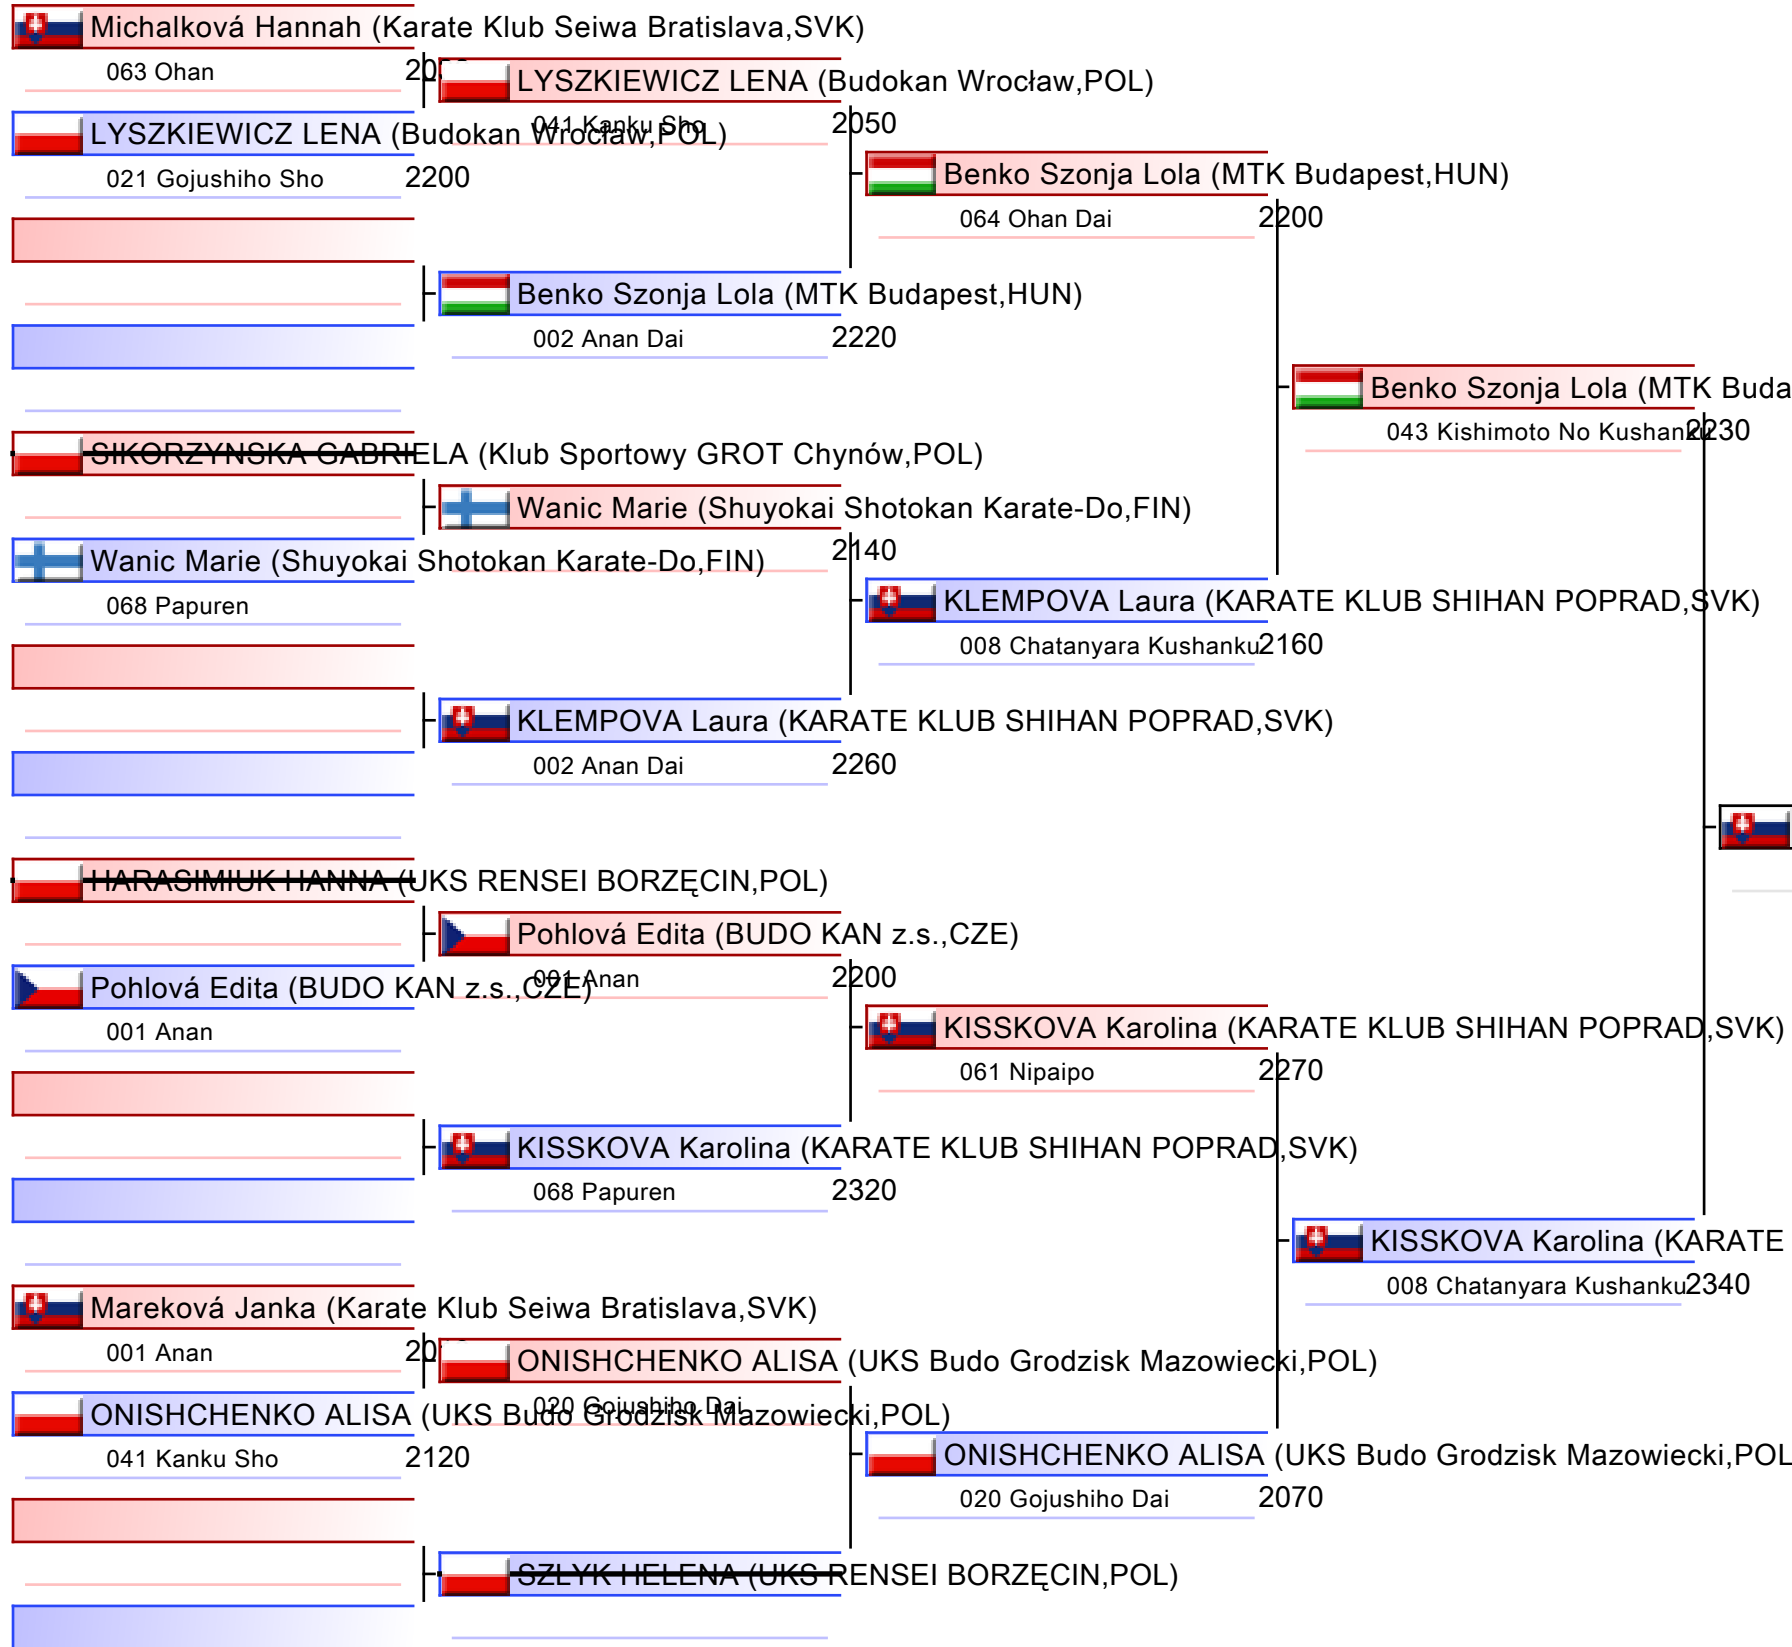 Michalková Hannah (Karate Klub Seiwa Bratislava,SVK)
063 Ohan
LYSZKIEWICZ LENA (Budokan Wrocław,POL)
021 Gojushiho Sho 2200
SIKORZYNSKA GABRIELA (Klub Sportowy GROT Chynów,POL)
Wanic Marie (Shuyokai Shotokan Karate-Do,FIN)
068 Papuren
HARASIMIUK HANNA (UKS RENSEI BORZĘCIN,POL)
Pohlová Edita (BUDO KAN z.s.,CZE)
001 Anan
Mareková Janka (Karate Klub Seiwa Bratislava,SVK)
001 Anan
ONISHCHENKO ALISA (UKS Budo Grodzisk Mazowiecki,POL)
041 Kanku Sho 2120
LYSZKIEWICZ LENA (Budokan Wrocław,POL)
041 Kanku Sho 2050
Benko Szonja Lola (MTK Budapest,HUN)
002 Anan Dai 2220
Wanic Marie (Shuyokai Shotokan Karate-Do,FIN)
2140
KLEMPOVA Laura (KARATE KLUB SHIHAN POPRAD,SVK)
002 Anan Dai 2260
Pohlová Edita (BUDO KAN z.s.,CZE)
001 Anan 2200
KISSKOVA Karolina (KARATE KLUB SHIHAN POPRAD,SVK)
068 Papuren 2320
ONISHCHENKO ALISA (UKS Budo Grodzisk Mazowiecki,POL)
020 Gojushiho Dai
SZLYK HELENA (UKS RENSEI BORZĘCIN,POL)
Benko Szonja Lola (MTK Budapest,HUN)
064 Ohan Dai 2200
KLEMPOVA Laura (KARATE KLUB SHIHAN POPRAD,SVK)
008 Chatanyara Kushanku 2160
KISSKOVA Karolina (KARATE KLUB SHIHAN POPRAD,SVK)
061 Nipaipo 2270
ONISHCHENKO ALISA (UKS Budo Grodzisk Mazowiecki,POL
020 Gojushiho Dai 2070
Benko Szonja Lola (MTK Buda
043 Kishimoto No Kushanku 2230
KISSKOVA Karolina (KARATE
008 Chatanyara Kushanku 2340